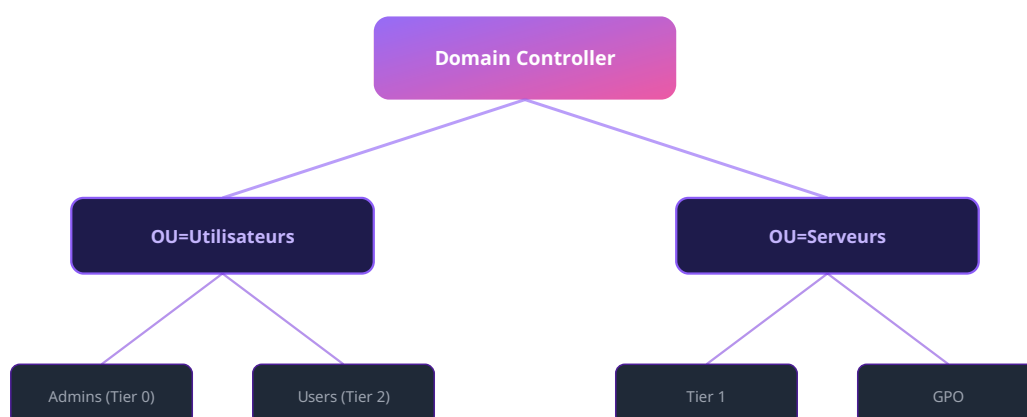 Domain Controller
OU=Utilisateurs
OU=Serveurs
Admins (Tier 0)
Users (Tier 2)
Tier 1
GPO